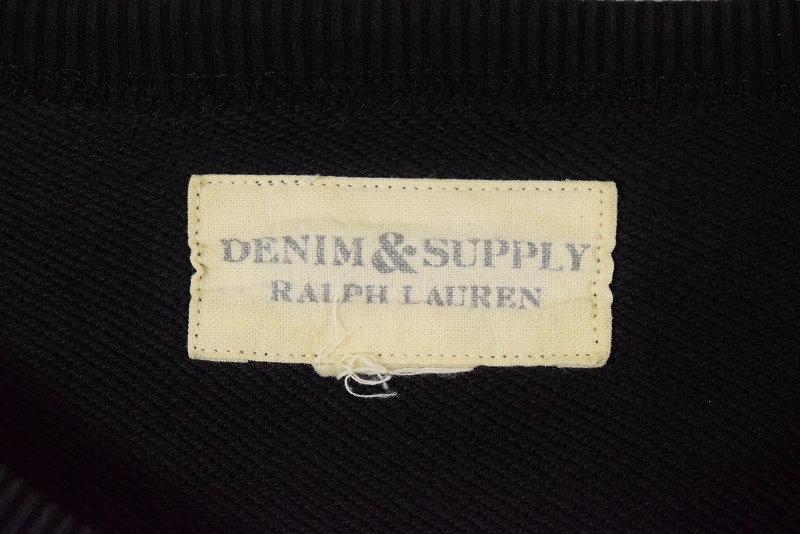 DENIM & SUPPLY
RALPH LAUREN